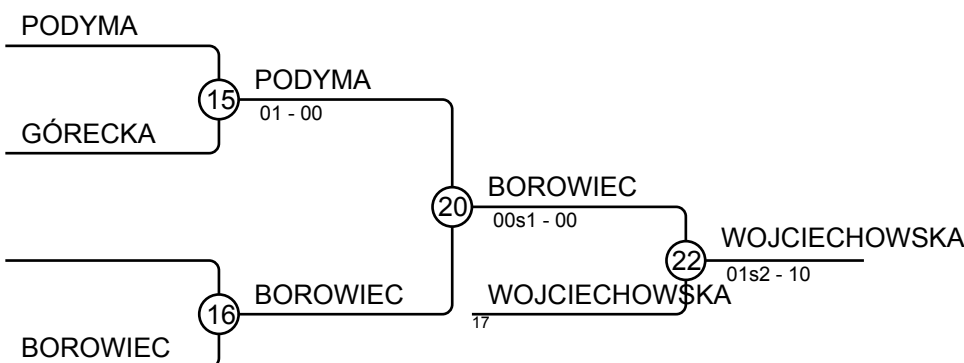 PODYMA
15
PODYMA
01 - 00
GÓRECKA
20
BOROWIEC
00s1 - 00
22
WOJCIECHOWSKA
01s2 - 10
16
BOROWIEC
WOJCIECHOWSKA
17
BOROWIEC